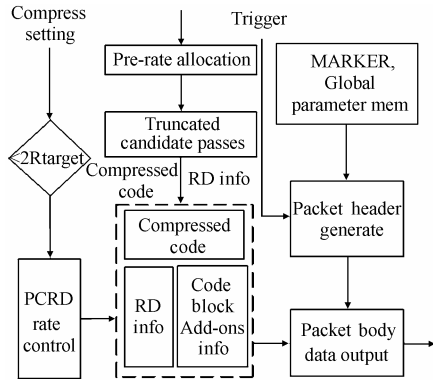 Compress
setting
Trigger
Pre-rate allocation
MARKER,
Global
parameter mem
Truncated
candidate passes
<2Rtarget
Compressed
code
RD info
Compressed
code
Packet header
generate
PCRD
rate
control
RD
info
Code
block
Add-ons
info
Packet body
data output